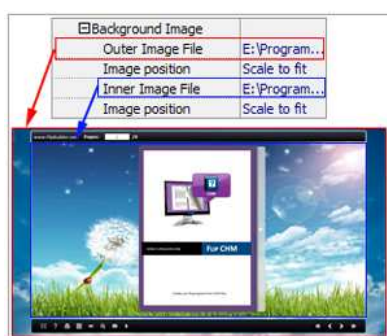 Background Image
Outer Image File E:\Program...
Image position Scale to fit
Inner Image File E:\Program...
Image position Scale to fit
FLIP CHM